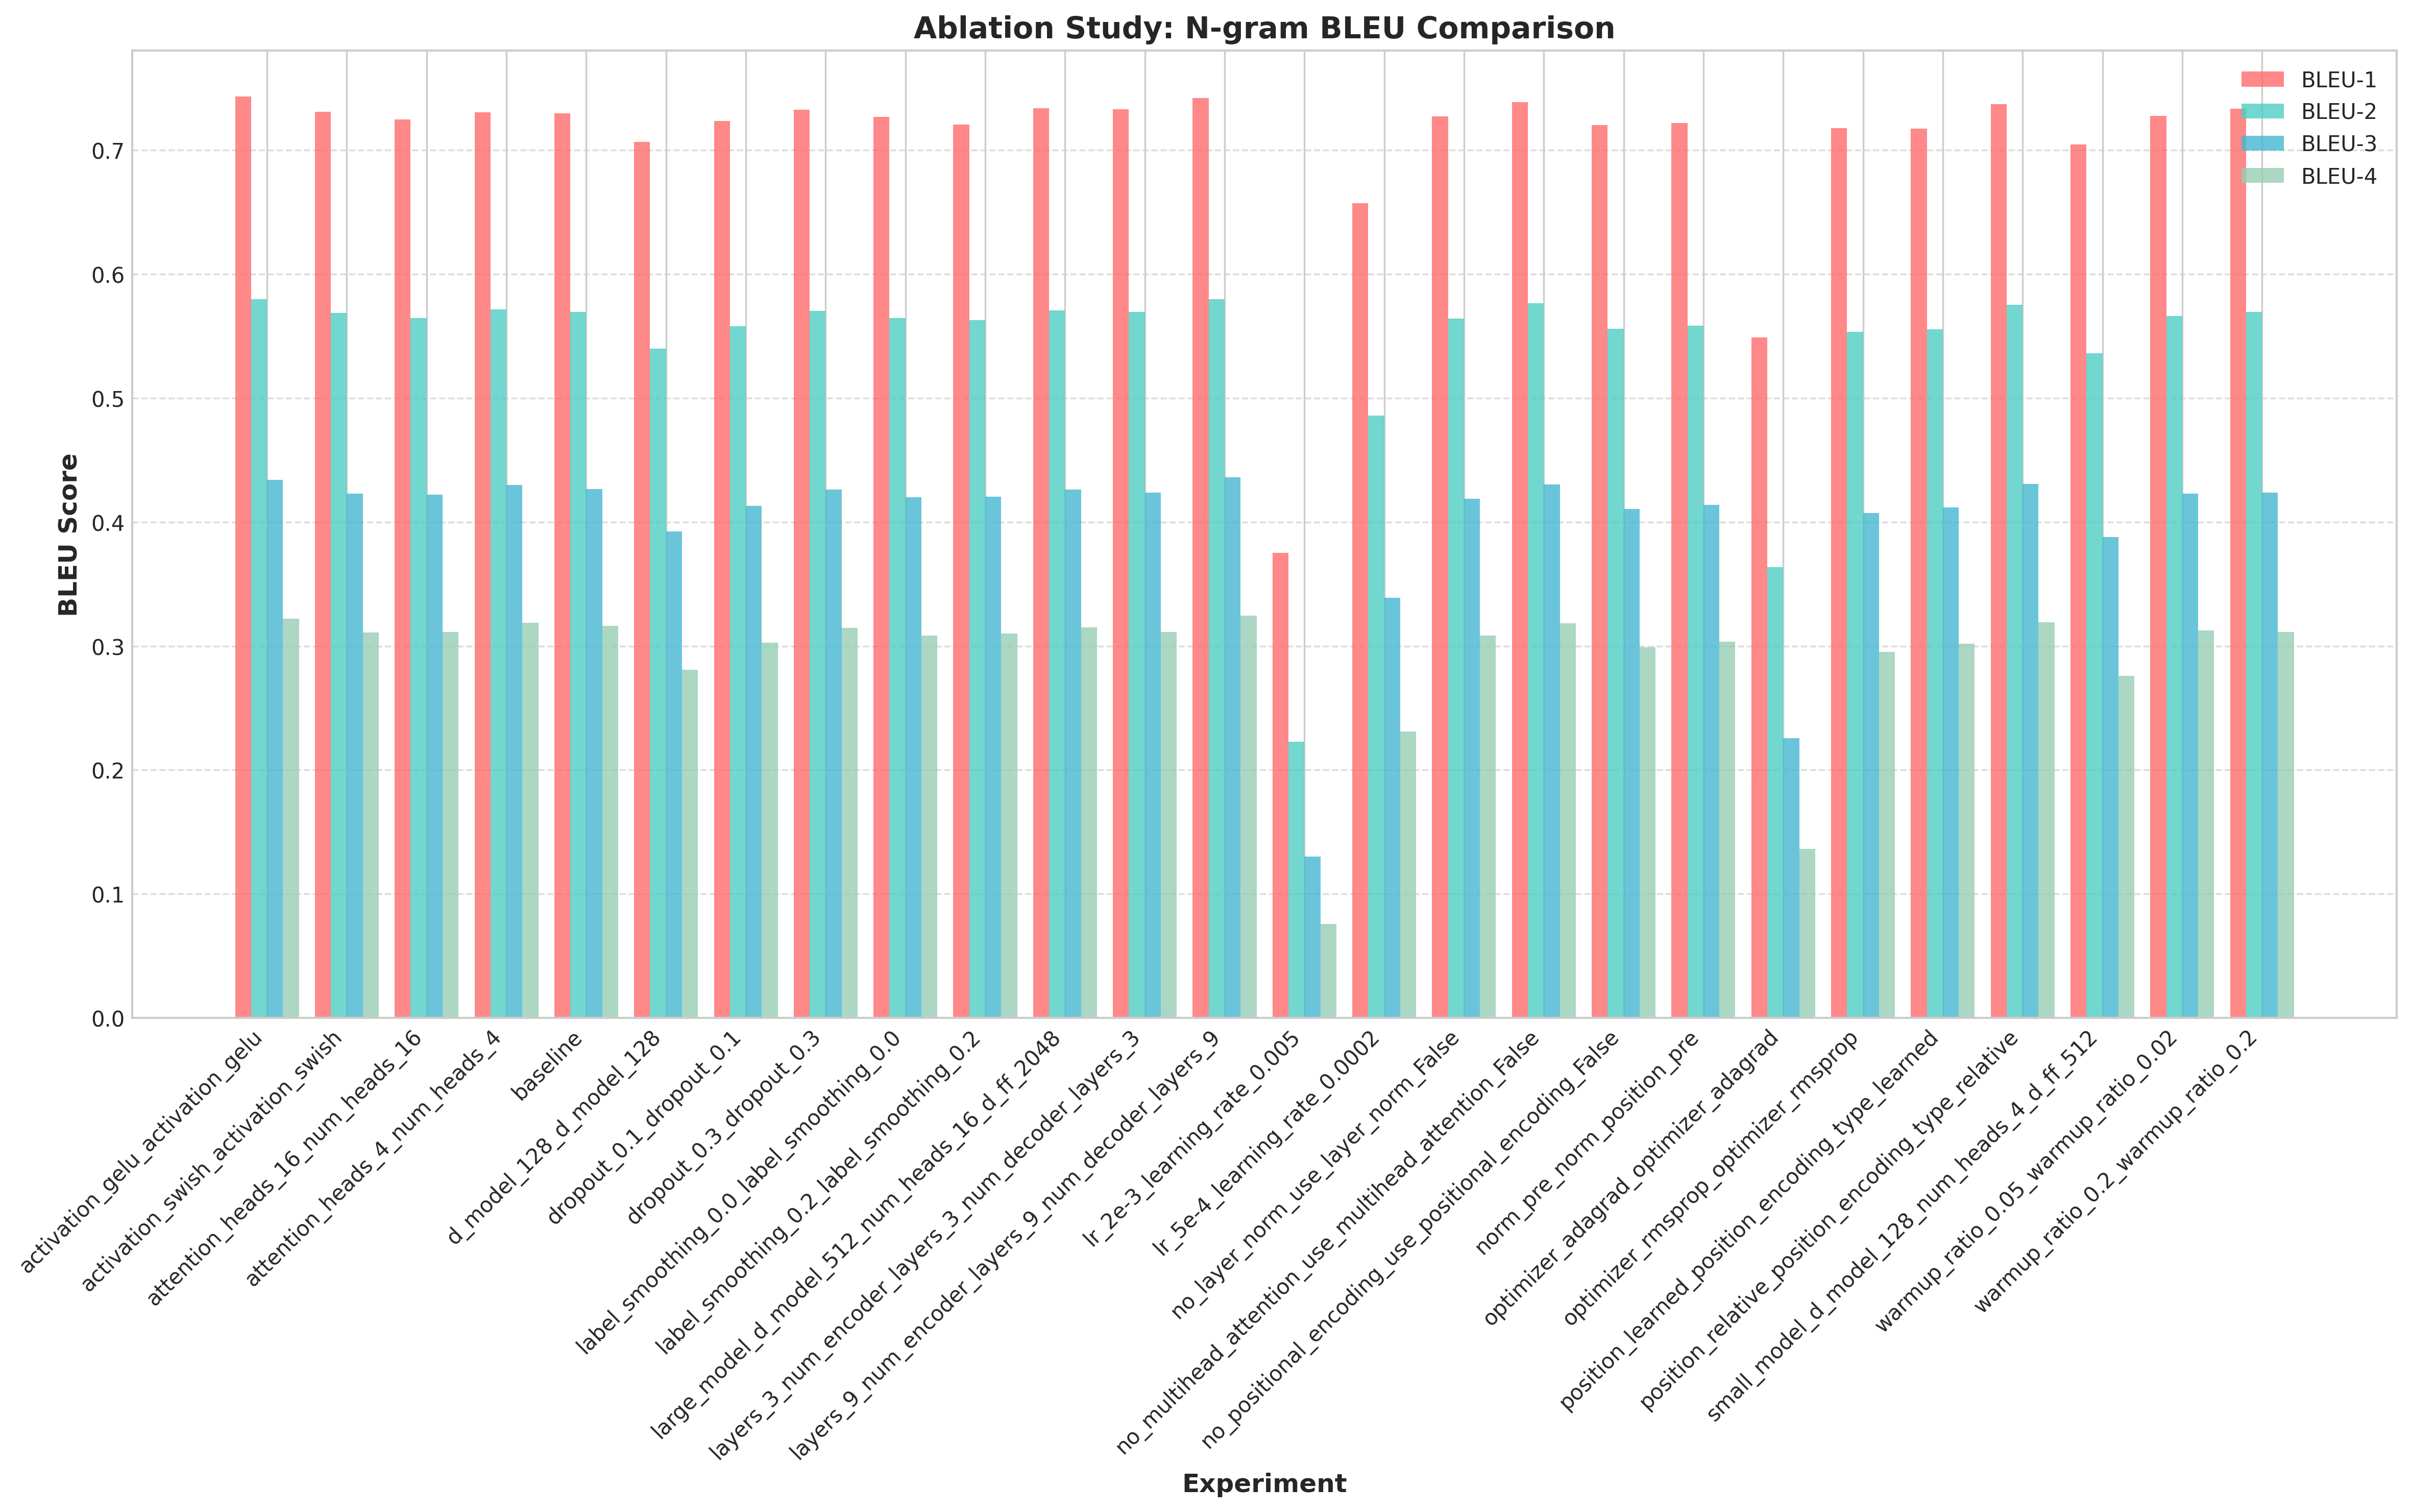 Ablation Study: N-gram BLEU Comparison
BLEU-1
BLEU-2
BLEU-3
BLEU-4
BLEU Score
0.7
0.6
0.5
0.4
0.3
0.2
0.1
0.0
activation_gelu_activation_gelu
activation_swish_activation_swish
attention_heads_16_num_heads_16
attention_heads_4_num_heads_4
baseline
d_model_128_d_model_128
dropout_0.1_dropout_0.1
dropout_0.3_dropout_0.3
label_smoothing_0.0_label_smoothing_0.0
label_smoothing_0.2_label_smoothing_0.2
large_model_d_model_512_num_heads_16_d_ff_2048
layers_3_num_encoder_layers_3_num_decoder_layers_3
layers_9_num_encoder_layers_9_num_decoder_layers_9
lr_2e-3_learning_rate_0.005
lr_5e-4_learning_rate_0.0002
no_layer_norm_use_layer_norm_False
no_multihead_attention_use_multihead_attention_False
no_positional_encoding_use_positional_encoding_False
norm_pre_norm_position_pre
optimizer_adagrad_optimizer_adagrad
optimizer_rmsprop_optimizer_rmsprop
position_learned_position_encoding_type_learned
position_relative_position_encoding_type_relative
small_model_d_model_128_num_heads_4_d_ff_512
warmup_ratio_0.05_warmup_ratio_0.02
warmup_ratio_0.2_warmup_ratio_0.2
Experiment